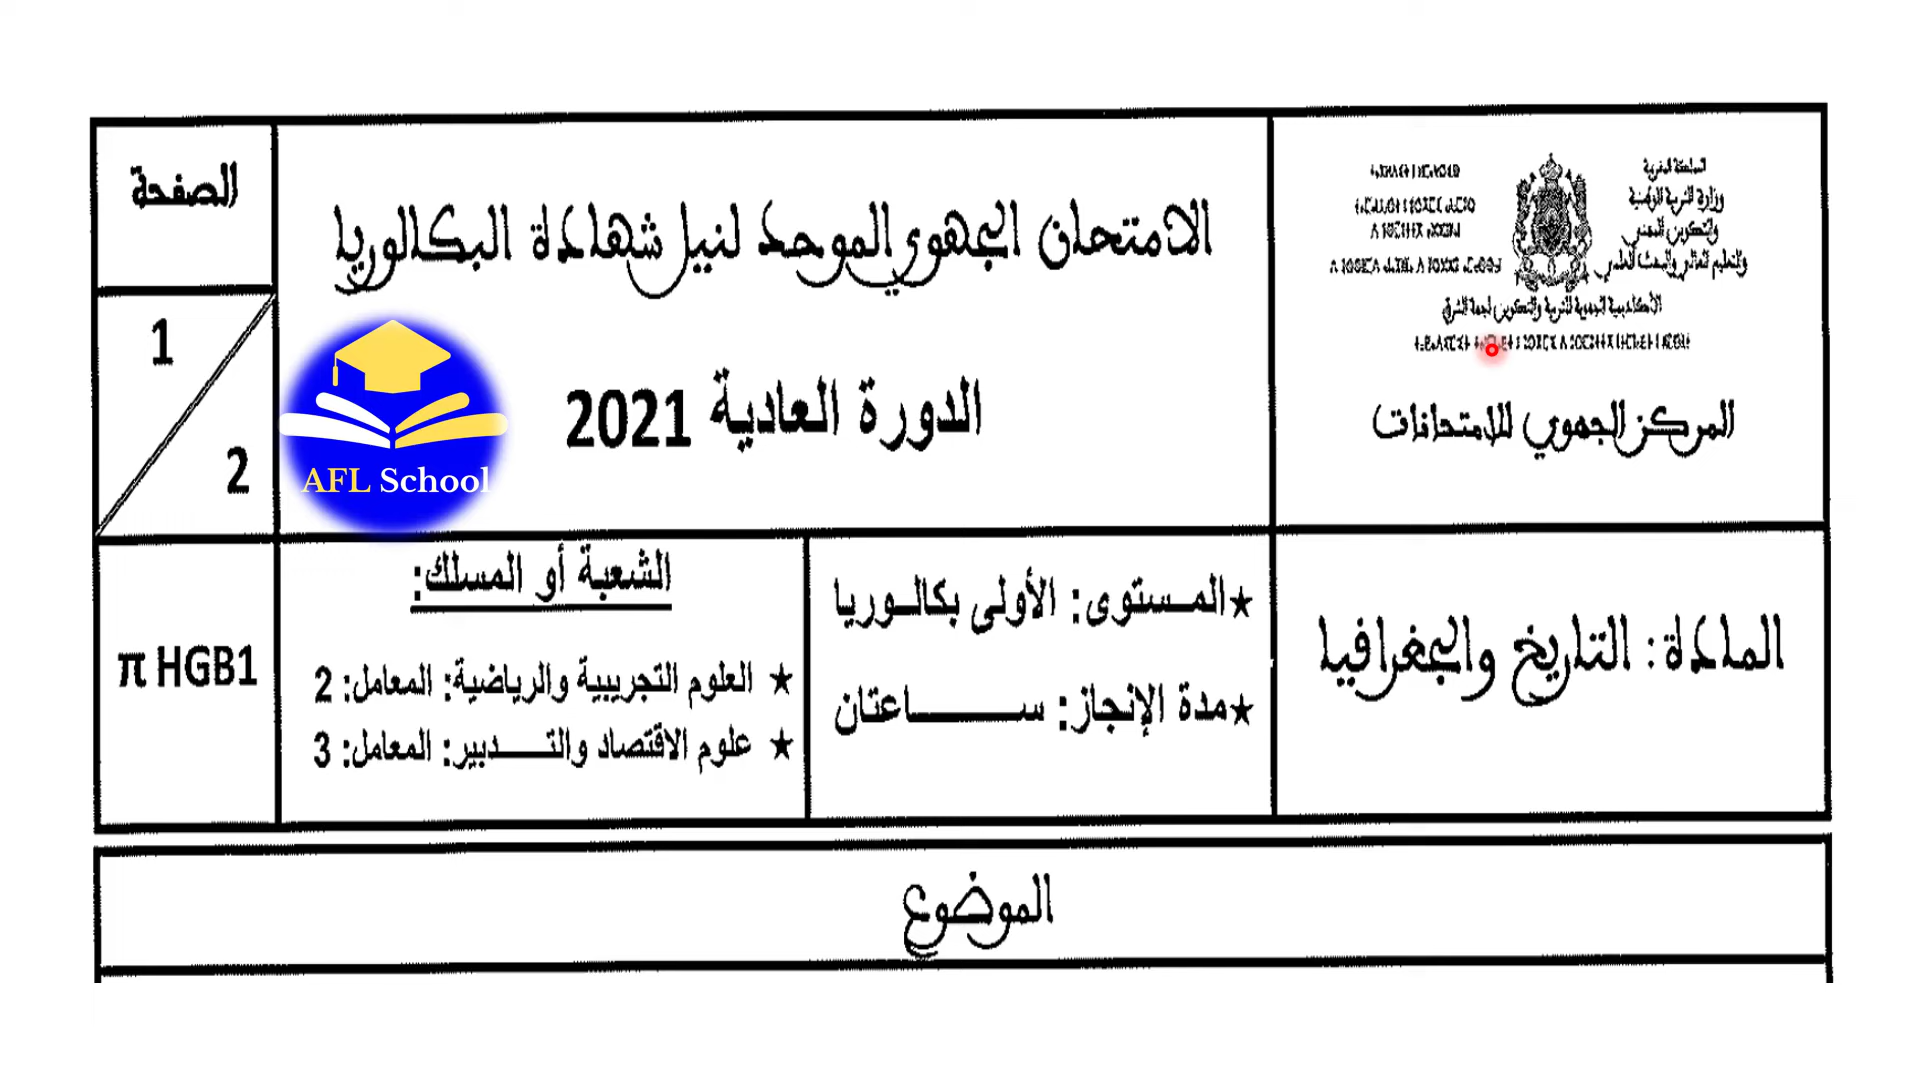 المملكة المغربية
وزارة التربية الوطنية
والتكوين المهني
والتعليم العالي والبحث العلمي
الأكاديمية الجهوية للتربية والتكوين لجهة الشرق
المركز الجهوي للامتحانات
الامتحان الجهوي الموحد لنيل شهادة البكالوريا
الدورة العادية 2021
AFL School
الصفحة
1
2
المادة: التاريخ والجغرافيا
★المستوى: الأولى بكالوريا
★مدة الإنجاز: ساعتان
الشعبة أو المسلك:
★ العلوم التجريبية والرياضية: المعامل: 2
★ علوم الاقتصاد والتدبير: المعامل: 3
π HGB1
الموضوع